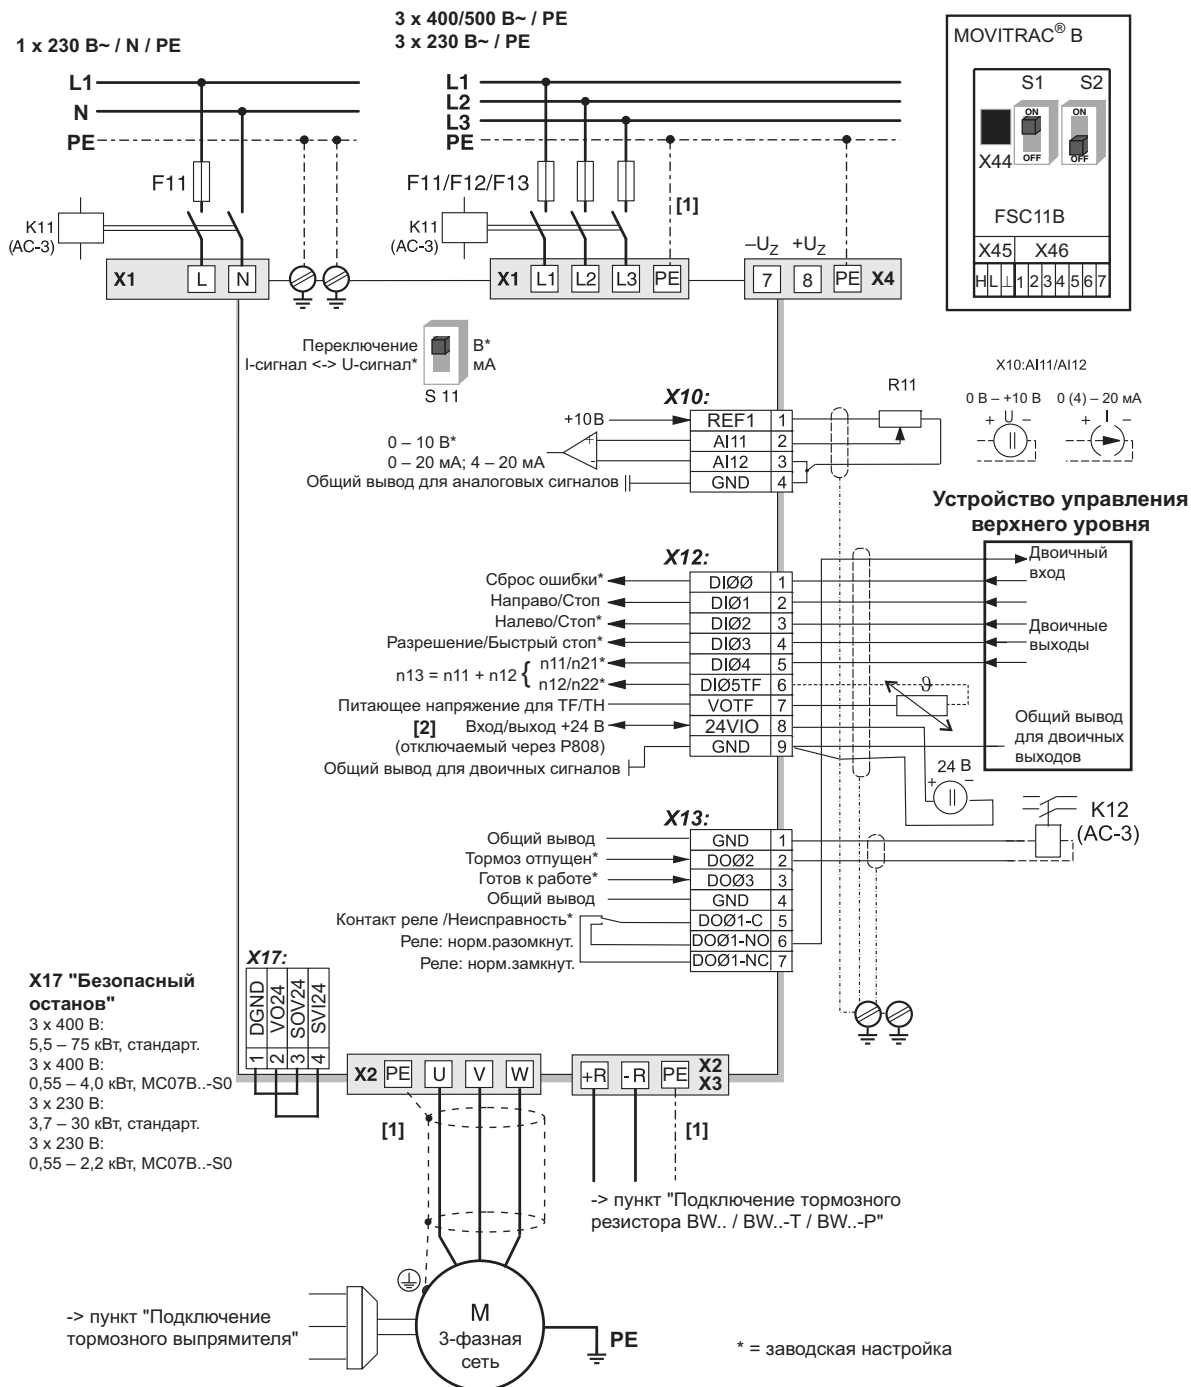 1 x 230 В~ / N / PE
3 x 400/500 В~ / PE
3 x 230 В~ / PE
L1
N
PE
F11
K11
(AC-3)
X1 L N
L1
L2
L3
PE
F11/F12/F13
[1]
K11
(AC-3)
X1 L1 L2 L3 PE
–UZ +UZ
7 8 PE X4
MOVITRAC® B
S1 S2
ON ON
OFF OFF
X44
FSC11B
X45 X46
H L ⊥ 1 2 3 4 5 6 7
Переключение
I-сигнал <-> U-сигнал*
В*
мА
S 11
X10:
+10 В REF1 1
0 – 10 В* AI11 2
0 – 20 мА; 4 – 20 мА AI12 3
Общий вывод для аналоговых сигналов GND 4
+
-
R11
X10:AI11/AI12
0 В – +10 В 0 (4) – 20 мА
+ U – + I –
Устройство управления
верхнего уровня
Двоичный
вход
Двоичные
выходы
Общий вывод
для двоичных
выходов
X12:
Сброс ошибки* DIØØ 1
Направо/Стоп DIØ1 2
Налево/Стоп* DIØ2 3
Разрешение/Быстрый стоп* DIØ3 4
n13 = n11 + n12 {
n11/n21* DIØ4 5
n12/n22* DIØ5TF 6
Питающее напряжение для TF/TH VOTF 7
[2] Вход/выход +24 В 24VIO 8
(отключаемый через P808) GND 9
Общий вывод для двоичных сигналов
ϑ
24 В
+ –
K12
(AC-3)
X13:
Общий вывод GND 1
Тормоз отпущен* DOØ2 2
Готов к работе* DOØ3 3
Общий вывод GND 4
Контакт реле /Неисправность* DOØ1-C 5
Реле: норм.разомкнут. DOØ1-NO 6
Реле: норм.замкнут. DOØ1-NC 7
X17:
DGND 1
VO24 2
SOV24 3
SVI24 4
X17 "Безопасный
останов"
3 x 400 В:
5,5 – 75 кВт, стандарт.
3 x 400 В:
0,55 – 4,0 кВт, MC07B..-S0
3 x 230 В:
3,7 – 30 кВт, стандарт.
3 x 230 В:
0,55 – 2,2 кВт, MC07B..-S0
X2 PE U V W
+R -R PE X2
X3
[1]
[1]
-> пункт "Подключение тормозного
резистора BW.. / BW..-T / BW..-P"
-> пункт "Подключение
тормозного выпрямителя"
M
3-фазная
сеть
PE
* = заводская настройка